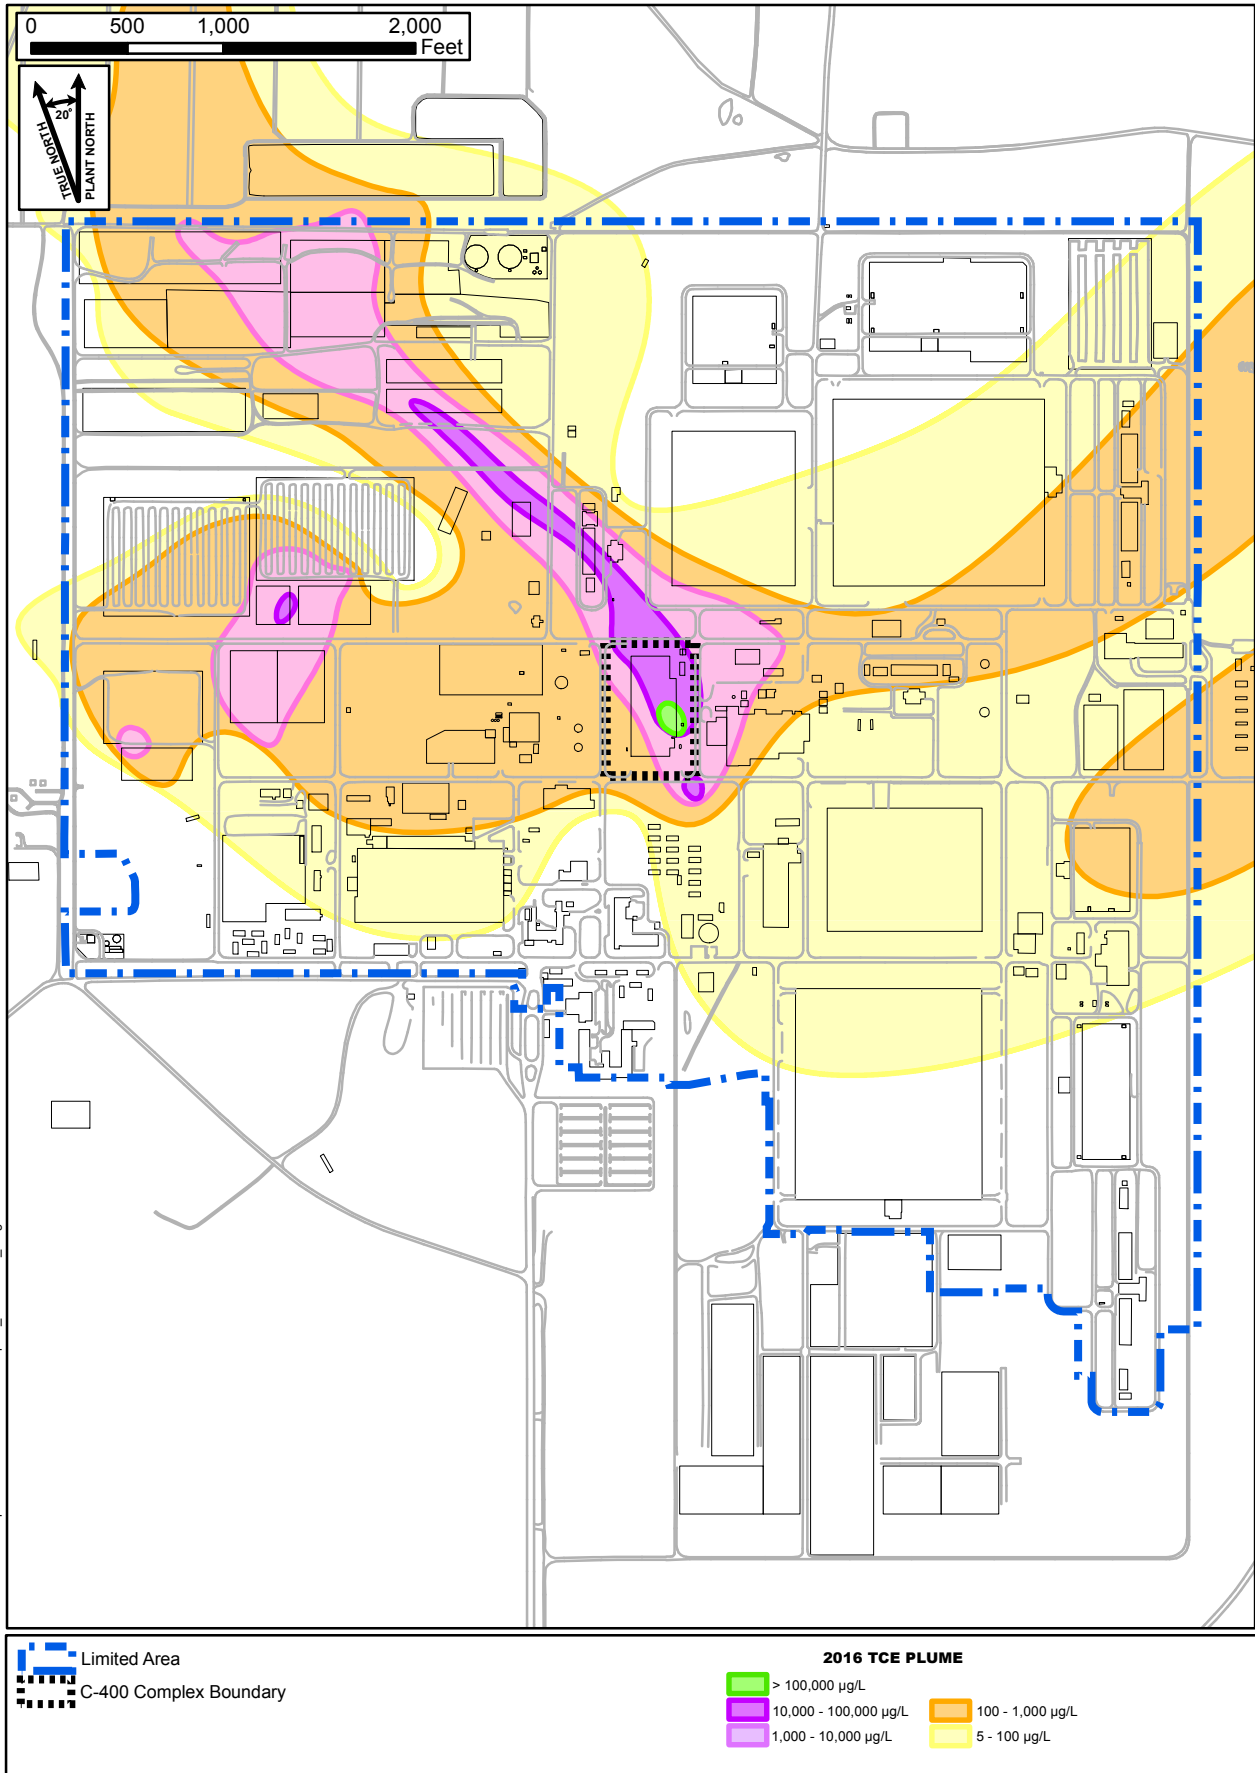 0 500 1,000 2,000
Feet
20°
TRUE NORTH
PLANT NORTH
Limited Area
C-400 Complex Boundary
2016 TCE PLUME
> 100,000 µg/L
10,000 - 100,000 µg/L
100 - 1,000 µg/L
1,000 - 10,000 µg/L
5 - 100 µg/L